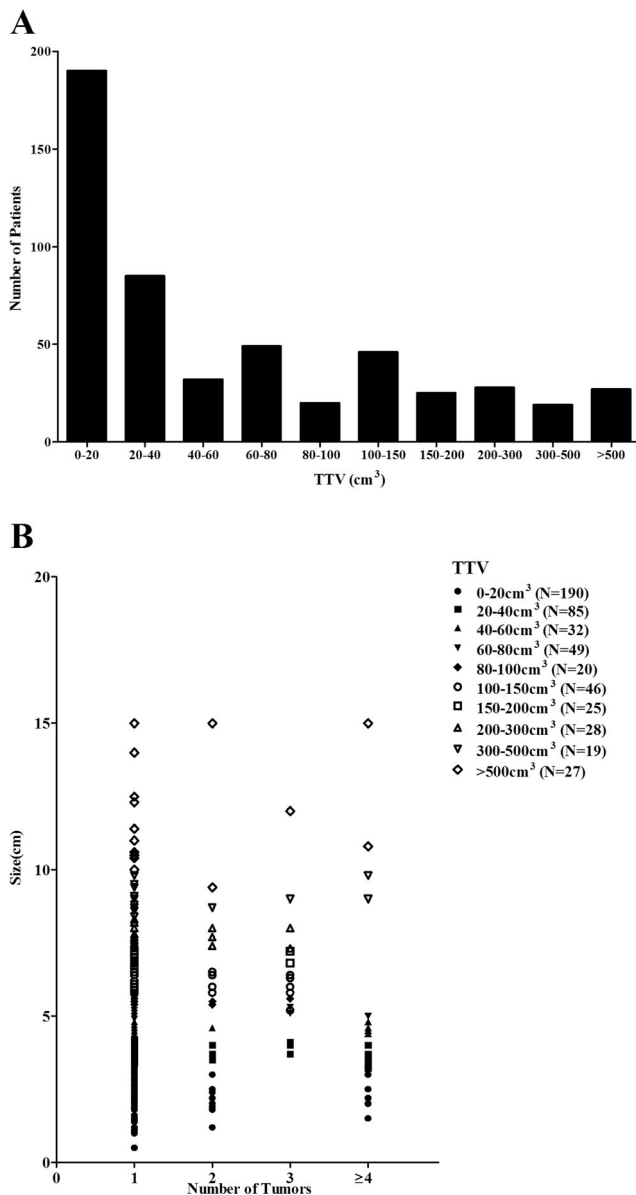 A
200
150
100
50
0
Number of Patients
0-20 20-40 40-60 60-80 80-100 100-150 150-200 200-300 300-500 >500
TTV (cm³)
B
20
15
10
5
0
Size(cm)
0 1 2 3 ≥4
Number of Tumors
TTV
0-20cm³ (N=190)
20-40cm³ (N=85)
40-60cm³ (N=32)
60-80cm³ (N=49)
80-100cm³ (N=20)
100-150cm³ (N=46)
150-200cm³ (N=25)
200-300cm³ (N=28)
300-500cm³ (N=19)
>500cm³ (N=27)